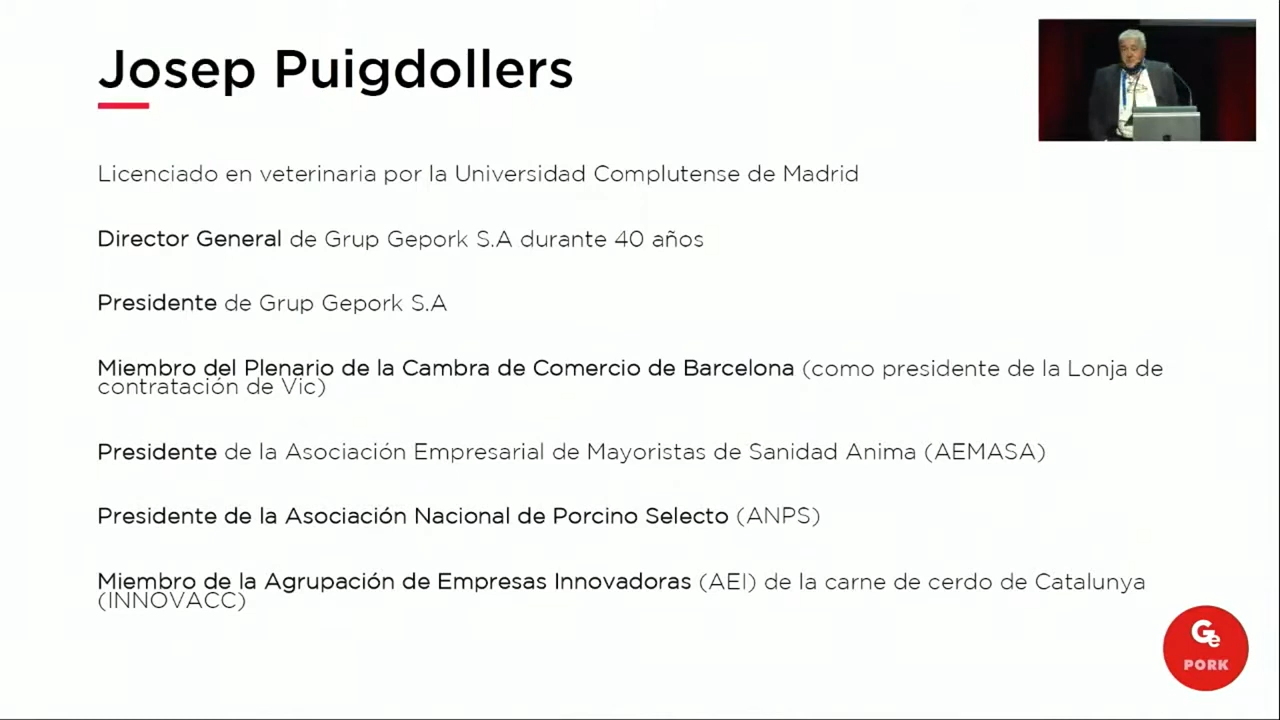 Josep Puigdollers
Licenciado en veterinaria por la Universidad Complutense de Madrid
Director General de Grup Gepork S.A durante 40 años
Presidente de Grup Gepork S.A
Miembro del Plenario de la Cambra de Comercio de Barcelona (como presidente de la Lonja de
contratación de Vic)
Presidente de la Asociación Empresarial de Mayoristas de Sanidad Anima (AEMASA)
Presidente de la Asociación Nacional de Porcino Selecto (ANPS)
Miembro de la Agrupación de Empresas Innovadoras (AEI) de la carne de cerdo de Catalunya
(INNOVACC)
Ge
PORK